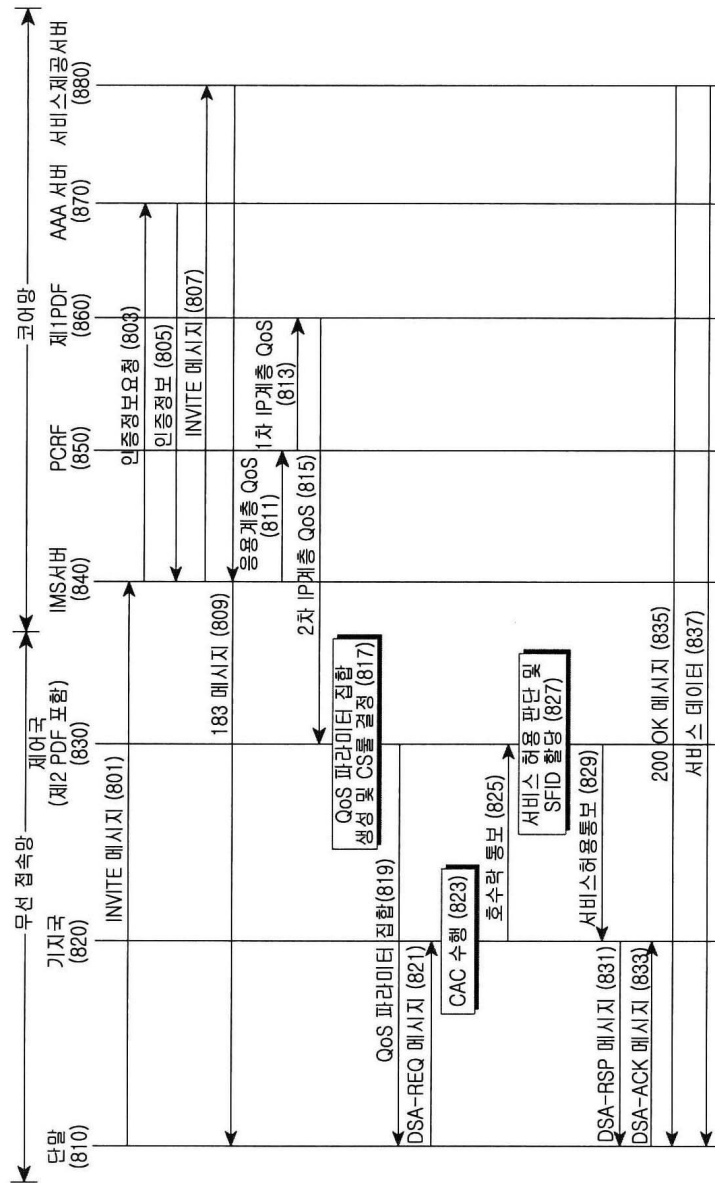 무선 접속망
코어망
단말
(810)
기지국
(820)
제어국
(제2 PDF 포함)
(830)
IMS서버
(840)
PCRF
(850)
제1PDF
(860)
AAA 서버
(870)
서비스제공서버
(880)
INVITE 메시지 (801)
인증정보요청 (803)
인증정보 (805)
INVITE 메시지 (807)
183 메시지 (809)
응용계층 QoS
(811)
1차 IP계층 QoS
(813)
2차 IP계층 QoS (815)
QoS 파라미터 집합
생성 및 CS룰 결정 (817)
QoS 파라미터 집합(819)
DSA-REQ 메시지 (821)
CAC 수행 (823)
호수락 통보 (825)
서비스 허용 판단 및
SFID 할당 (827)
서비스허용통보 (829)
DSA-RSP 메시지 (831)
DSA-ACK 메시지 (833)
200 OK 메시지 (835)
서비스 데이터 (837)